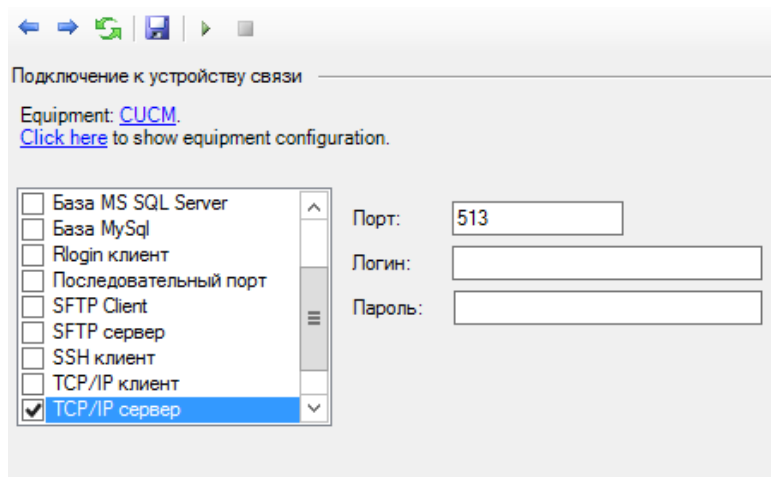 Подключение к устройству связи
Equipment: CUCM.
Click here to show equipment configuration.
База MS SQL Server
База MySql
Rlogin клиент
Последовательный порт
SFTP Client
SFTP сервер
SSH клиент
TCP/IP клиент
TCP/IP сервер
Порт: 513
Логин:
Пароль: